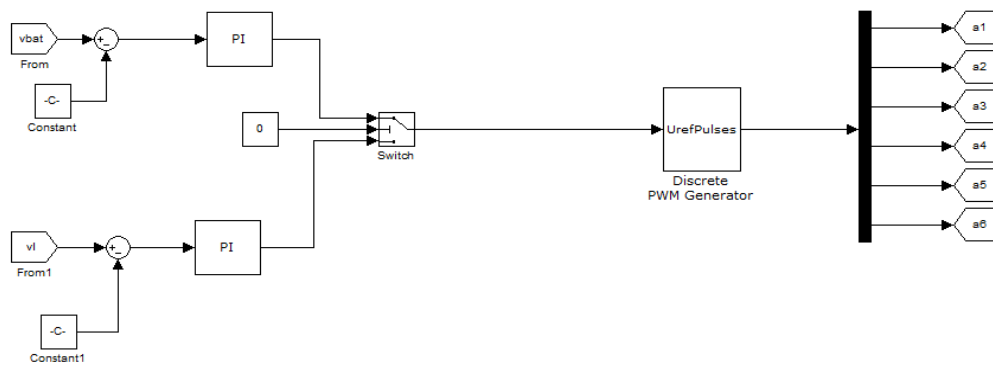 vbat
From
-C-
Constant
PI
0
Switch
vl
From1
-C-
Constant1
PI
UrefPulses
Discrete
PWM Generator
a1
a2
a3
a4
a5
a6